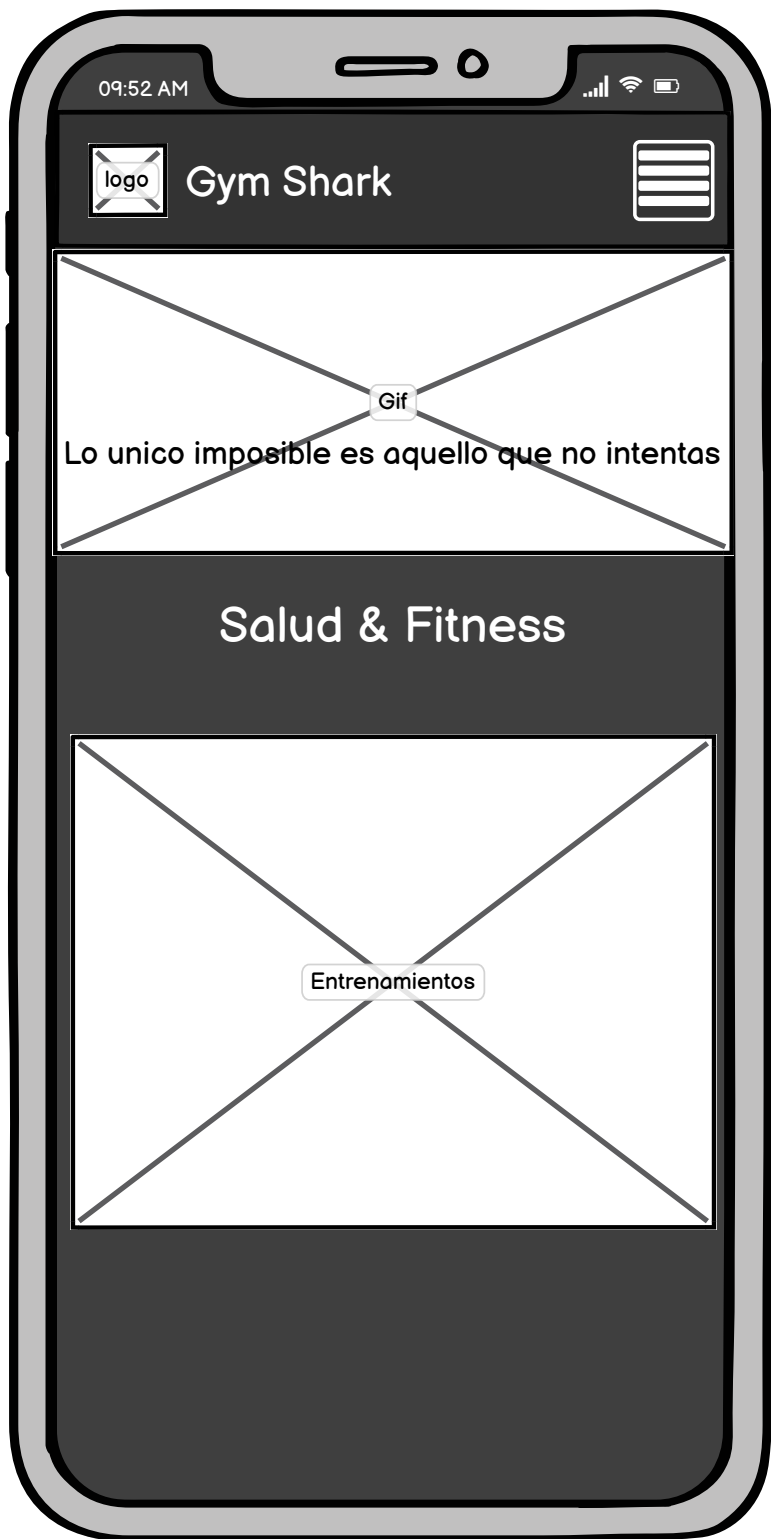 09:52 AM
logo
Gym Shark
Gif
Lo unico imposible es aquello que no intentas
Salud & Fitness
Entrenamientos